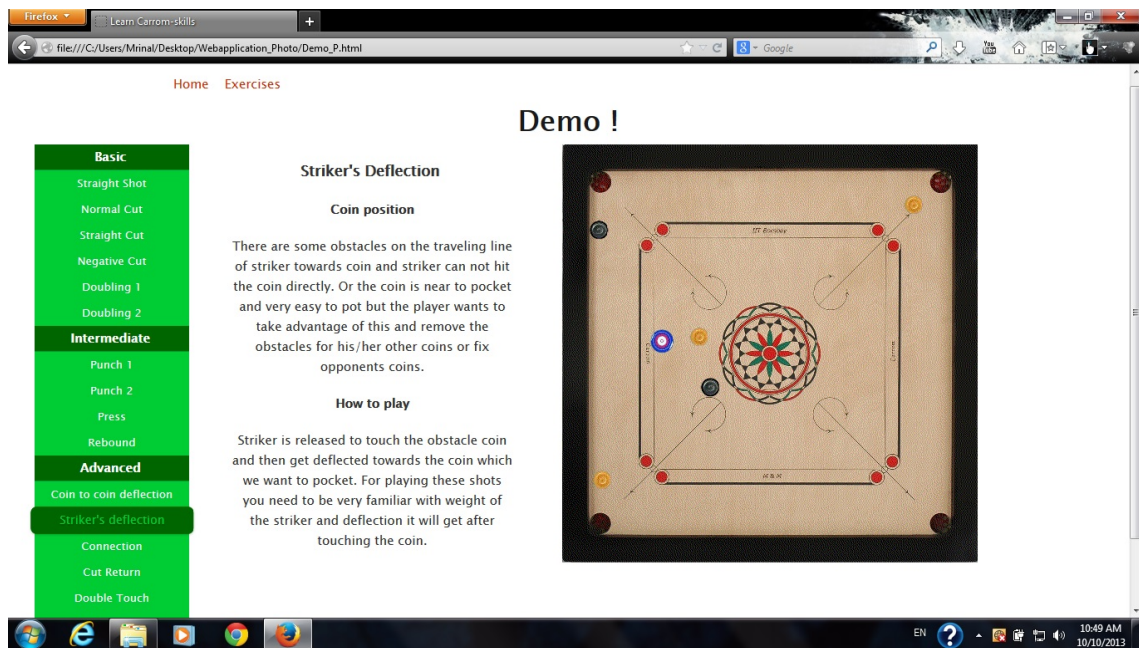 Firefox
Learn Carrom-skills
+
file:///C:/Users/Mrinal/Desktop/Webapplication_Photo/Demo_P.html
Google
You
Home Exercises
Demo !
Basic
Straight Shot
Normal Cut
Straight Cut
Negative Cut
Doubling 1
Doubling 2
Intermediate
Punch 1
Punch 2
Press
Rebound
Advanced
Coin to coin deflection
Striker's deflection
Connection
Cut Return
Double Touch
Striker's Deflection
Coin position
There are some obstacles on the traveling line
of striker towards coin and striker can not hit
the coin directly. Or the coin is near to pocket
and very easy to pot but the player wants to
take advantage of this and remove the
obstacles for his/her other coins or fix
opponents coins.
How to play
Striker is released to touch the obstacle coin
and then get deflected towards the coin which
we want to pocket. For playing these shots
you need to be very familiar with weight of
the striker and deflection it will get after
touching the coin.
IIT Bombay
Carrom
EN
10:49 AM
10/10/2013